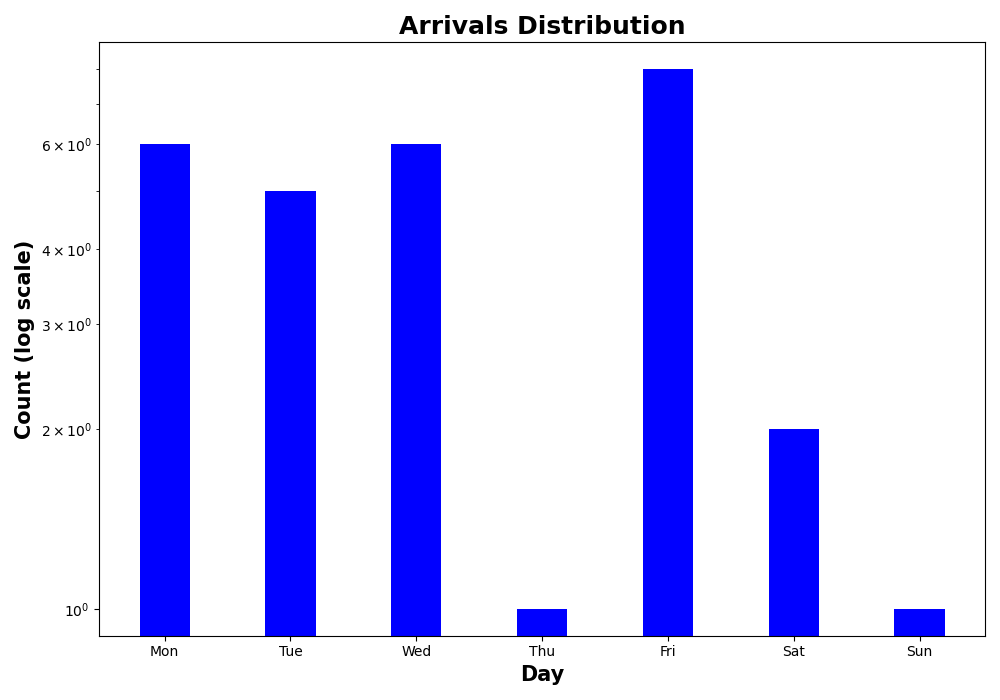 Arrivals Distribution
Count (log scale)
6 × 10⁰
4 × 10⁰
3 × 10⁰
2 × 10⁰
10⁰
Mon Tue Wed Thu Fri Sat Sun
Day